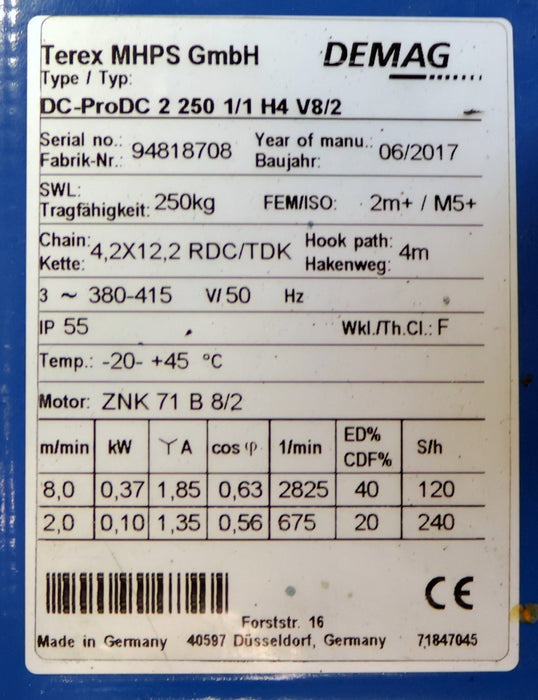 Terex MHPS GmbH DEMAG
Type / Typ:
DC-ProDC 2 250 1/1 H4 V8/2
Serial no.: 94818708 Year of manu.: 06/2017
Fabrik-Nr.: Baujahr:
SWL: 250kg FEM/ISO: 2m+ / M5+
Tragfähigkeit:
Chain: 4,2X12,2 RDC/TDK Hook path: 4m
Kette: Hakenweg:
3 ~ 380-415 V/ 50 Hz
IP 55 Wkl./Th.Cl.: F
Temp.: -20- +45 °C
Motor: ZNK 71 B 8/2
m/min kW Y A cos φ 1/min ED% CDF% S/h
8,0 0,37 1,85 0,63 2825 40 120
2,0 0,10 1,35 0,56 675 20 240
CE
Forststr. 16
Made in Germany 40597 Düsseldorf, Germany 71847045